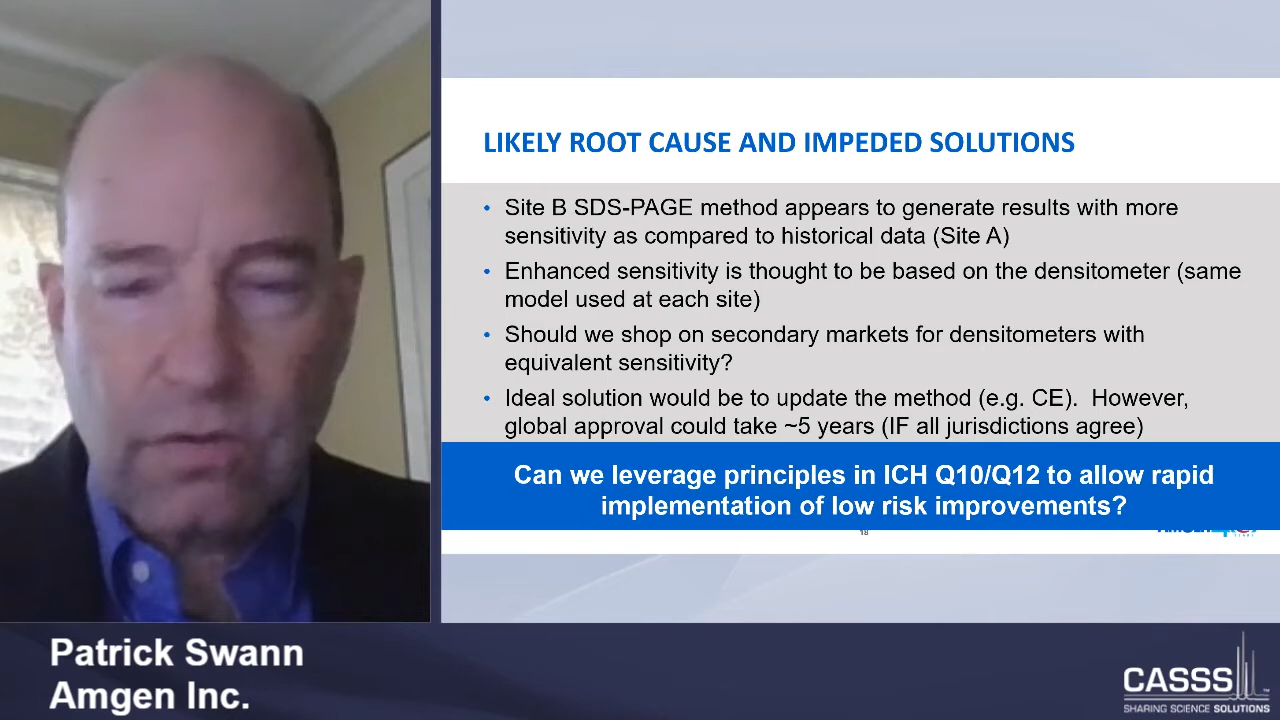 LIKELY ROOT CAUSE AND IMPEDED SOLUTIONS
• Site B SDS-PAGE method appears to generate results with more
sensitivity as compared to historical data (Site A)
• Enhanced sensitivity is thought to be based on the densitometer (same
model used at each site)
• Should we shop on secondary markets for densitometers with
equivalent sensitivity?
• Ideal solution would be to update the method (e.g. CE).  However,
global approval could take ~5 years (IF all jurisdictions agree)
Can we leverage principles in ICH Q10/Q12 to allow rapid
implementation of low risk improvements?
18
Patrick Swann
Amgen Inc.
CASSS
SHARING SCIENCE SOLUTIONS